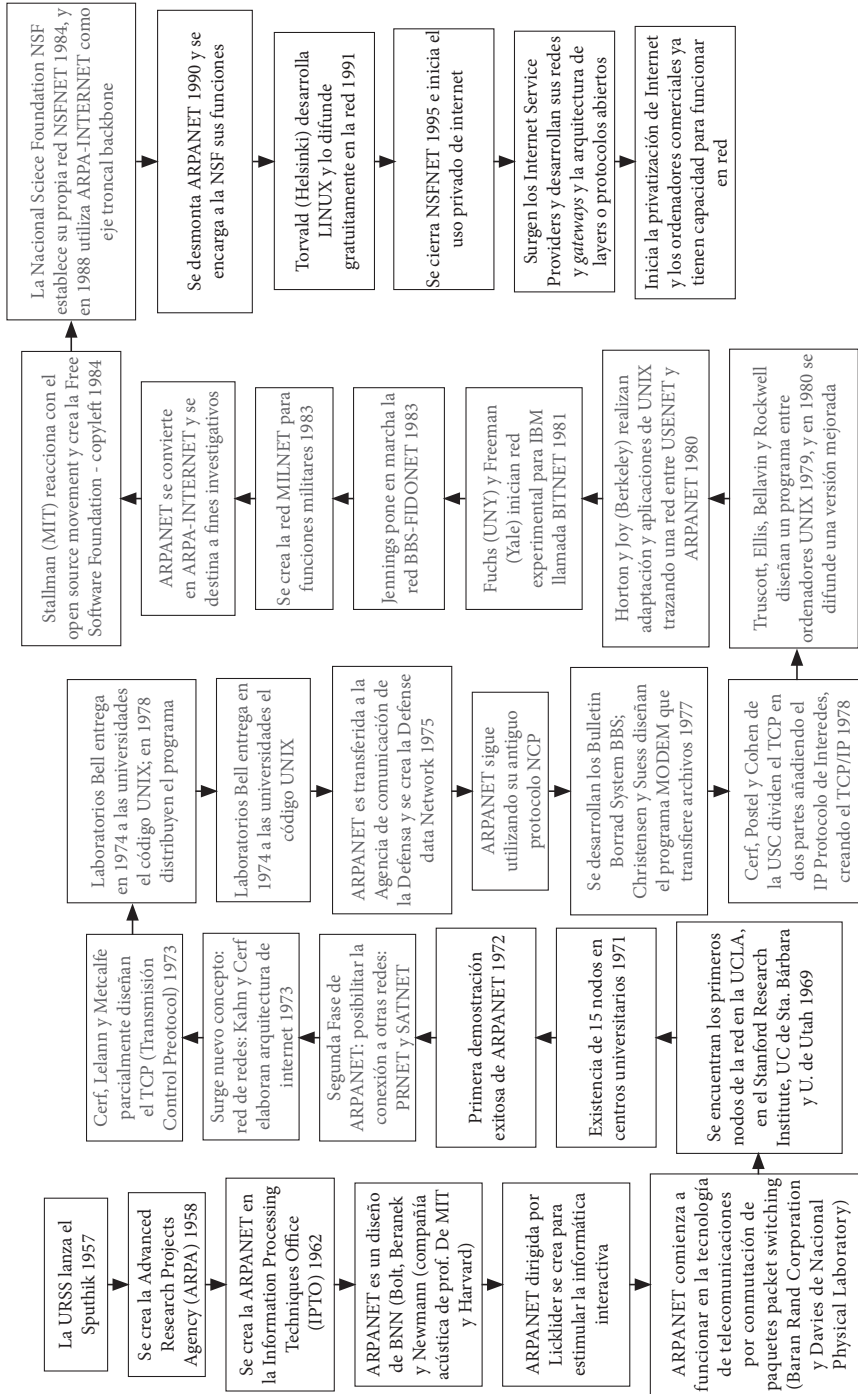 La URSS lanza el
Sputhik 1957
Se crea la Advanced
Research Projects
Agency (ARPA) 1958
Se crea la ARPANET en
la Information Processing
Techniques Office
(IPTO) 1962
ARPANET es un diseño
de BNN (Bolt, Beranek
y Newmann (compañía
acústica de prof. De MIT
y Harvard)
ARPANET dirigida por
Licklider se crea para
estimular la informática
interactiva
ARPANET comienza a
funcionar en la tecnología
de telecomunicaciones
por conmutación de
paquetes packet switching
(Baran Rand Corporation
y Davies de Nacional
Physical Laboratory)
Se encuentran los primeros
nodos de la red en la UCLA,
en el Stanford Research
Institute, UC de Sta. Bárbara
y U. de Utah 1969
Existencia de 15 nodos en
centros universitarios 1971
Primera demostración
exitosa de ARPANET 1972
Segunda Fase de
ARPANET: posibilitar la
conexión a otras redes:
PRNET y SATNET
Surge nuevo concepto:
red de redes: Kahn y Cerf
elaboran arquitectura de
internet 1973
Cerf, Lelann y Metcalfe
parcialmente diseñan
el TCP (Transmisión
Control Preotocol) 1973
Laboratorios Bell entrega
en 1974 a las universidades
el código UNIX; en 1978
distribuyen el programa
Laboratorios Bell entrega en
1974 a las universidades el
código UNIX
ARPANET es transferida a la
Agencia de comunicación de
la Defensa y se crea la Defense
data Network 1975
ARPANET sigue
utilizando su antiguo
protocolo NCP
Se desarrollan los Bulletin
Borrad System BBS;
Christensen y Suess diseñan
el programa MODEM que
transfiere archivos 1977
Cerf, Postel y Cohen de
la USC dividen el TCP en
dos partes añadiendo el
IP Protocolo de Interedes,
creando el TCP/IP 1978
Truscott, Ellis, Bellavin y Rockwell
diseñan un programa entre
ordenadores UNIX 1979, y en 1980 se
difunde una versión mejorada
Horton y Joy (Berkeley) realizan
adaptación y aplicaciones de UNIX
trazando una red entre USENET y
ARPANET 1980
Fuchs (UNY) y Freeman
(Yale) inician red
experimental para IBM
llamada BITNET 1981
Jennings pone en marcha la
red BBS-FIDONET 1983
Se crea la red MILNET para
funciones militares 1983
ARPANET se convierte
en ARPA-INTERNET y se
destina a fines investigativos
Stallman (MIT) reacciona con el
open source movement y crea la Free
Software Foundation - copyleft 1984
La Nacional Sciece Foundation NSF
establece su propia red NSFNET 1984, y
en 1988 utiliza ARPA-INTERNET como
eje troncal backbone
Se desmonta ARPANET 1990 y se
encarga a la NSF sus funciones
Torvald (Helsinki) desarrolla
LINUX y lo difunde
gratuitamente en la red 1991
Se cierra NSFNET 1995 e inicia el
uso privado de internet
Surgen los Internet Service
Providers y desarrollan sus redes
y gateways y la arquitectura de
layers o protocolos abiertos
Inicia la privatización de Internet
y los ordenadores comerciales ya
tienen capacidad para funcionar
en red